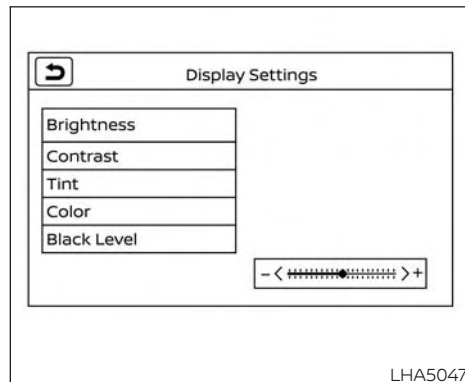 Display Settings
Brightness
Contrast
Tint
Color
Black Level
- < > +
LHA5047